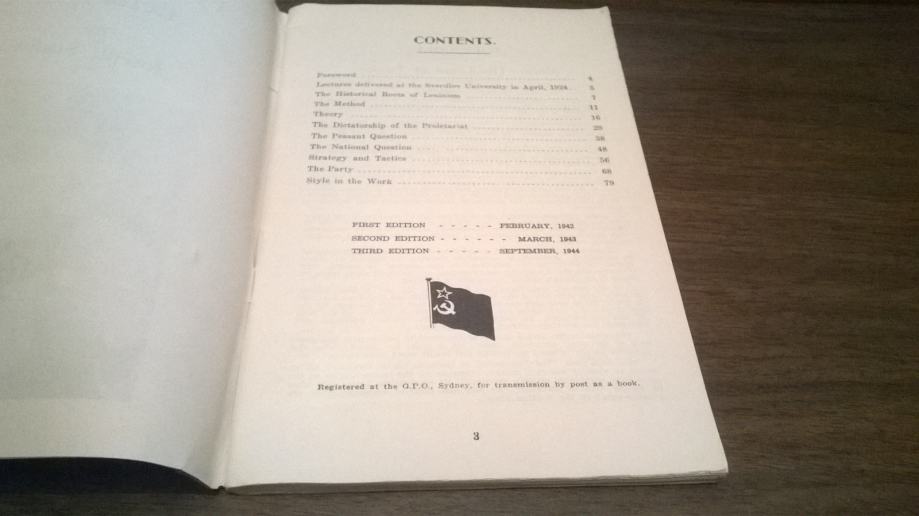 CONTENTS.
Foreword 4
Lectures delivered at the Sverdlov University in April, 1924. 5
The Historical Roots of Leninism 7
The Method 11
Theory 16
The Dictatorship of the Proletariat 28
The Peasant Question 38
The National Question 48
Strategy and Tactics 56
The Party 68
Style in the Work 79
FIRST EDITION - - - - - FEBRUARY, 1942
SECOND EDITION - - - - - - MARCH, 1943
THIRD EDITION - - - - - SEPTEMBER, 1944
Registered at the G.P.O., Sydney, for transmission by post as a book.
3